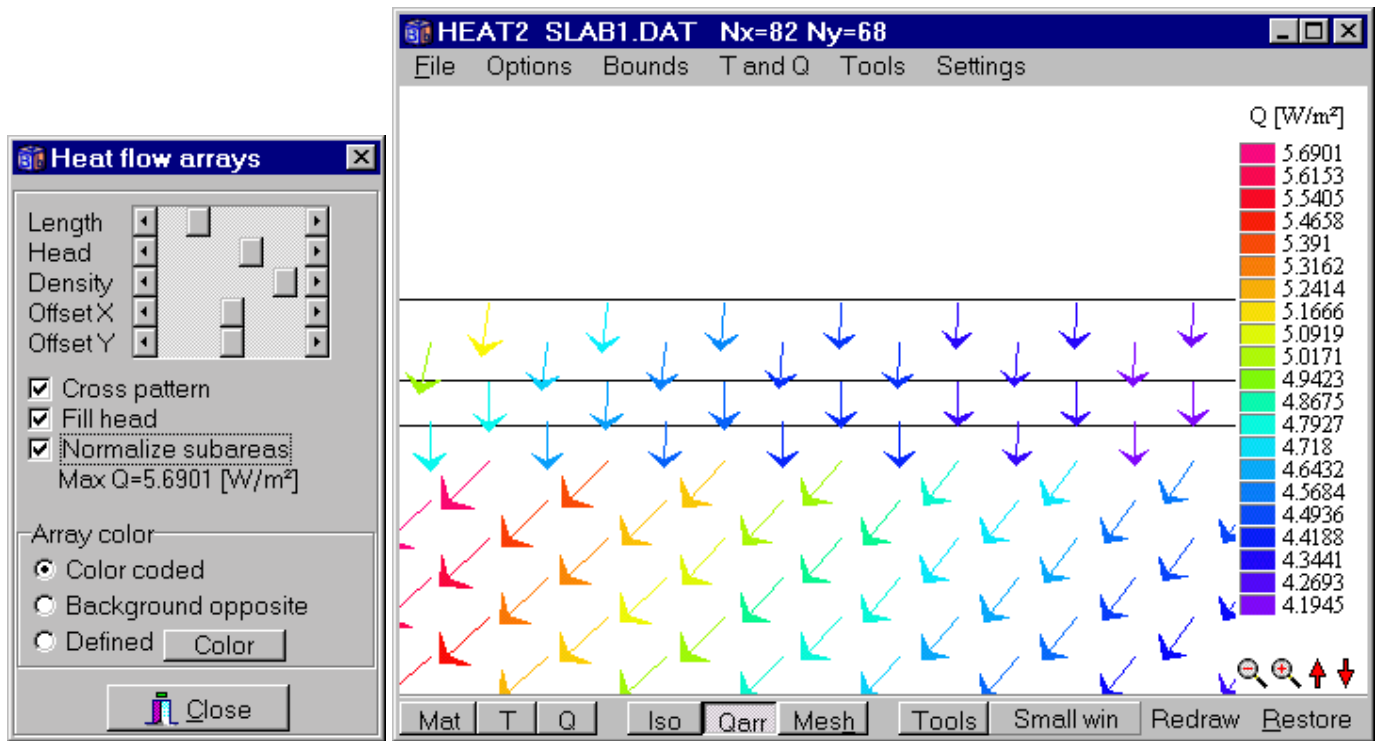 Heat flow arrays
Length
Head
Density
Offset X
Offset Y
Cross pattern
Fill head
Normalize subareas
Max Q=5.6901 [W/m²]
Array color
Color coded
Background opposite
Defined Color
Close
HEAT2 SLAB1.DAT Nx=82 Ny=68
File Options Bounds T and Q Tools Settings
Q [W/m²]
5.6901
5.6153
5.5405
5.4658
5.391
5.3162
5.2414
5.1666
5.0919
5.0171
4.9423
4.8675
4.7927
4.718
4.6432
4.5684
4.4936
4.4188
4.3441
4.2693
4.1945
Mat T Q Iso Qarr Mesh Tools Small win Redraw Restore